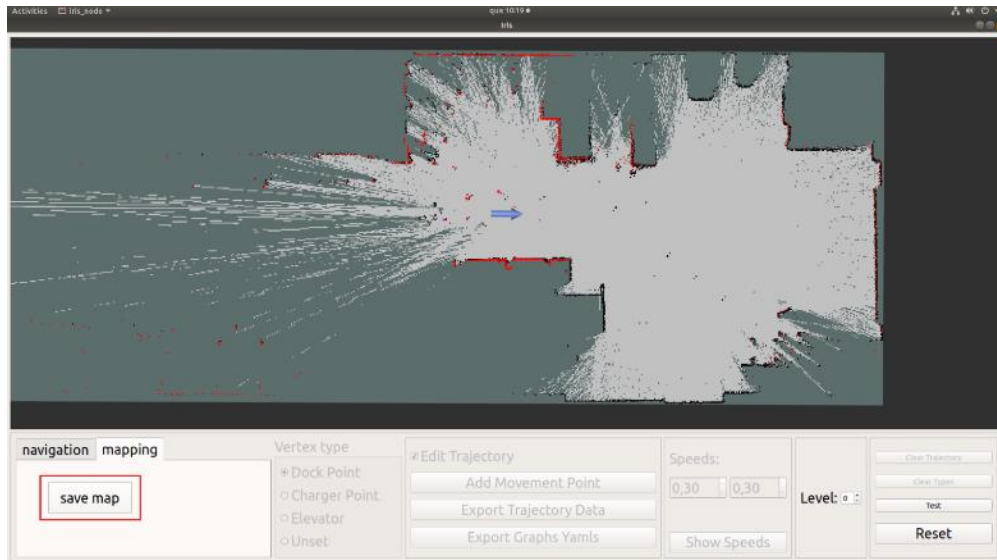 Activities Iris_node
qua 10:19
Iris
navigation mapping
save map
Vertex type
Dock Point
Charger Point
Elevator
Unset
Edit Trajectory
Add Movement Point
Export Trajectory Data
Export Graphs Yamls
Speeds:
0,30 0,30
Show Speeds
Level: 0
Clear Trajectory
Clear Types
Test
Reset